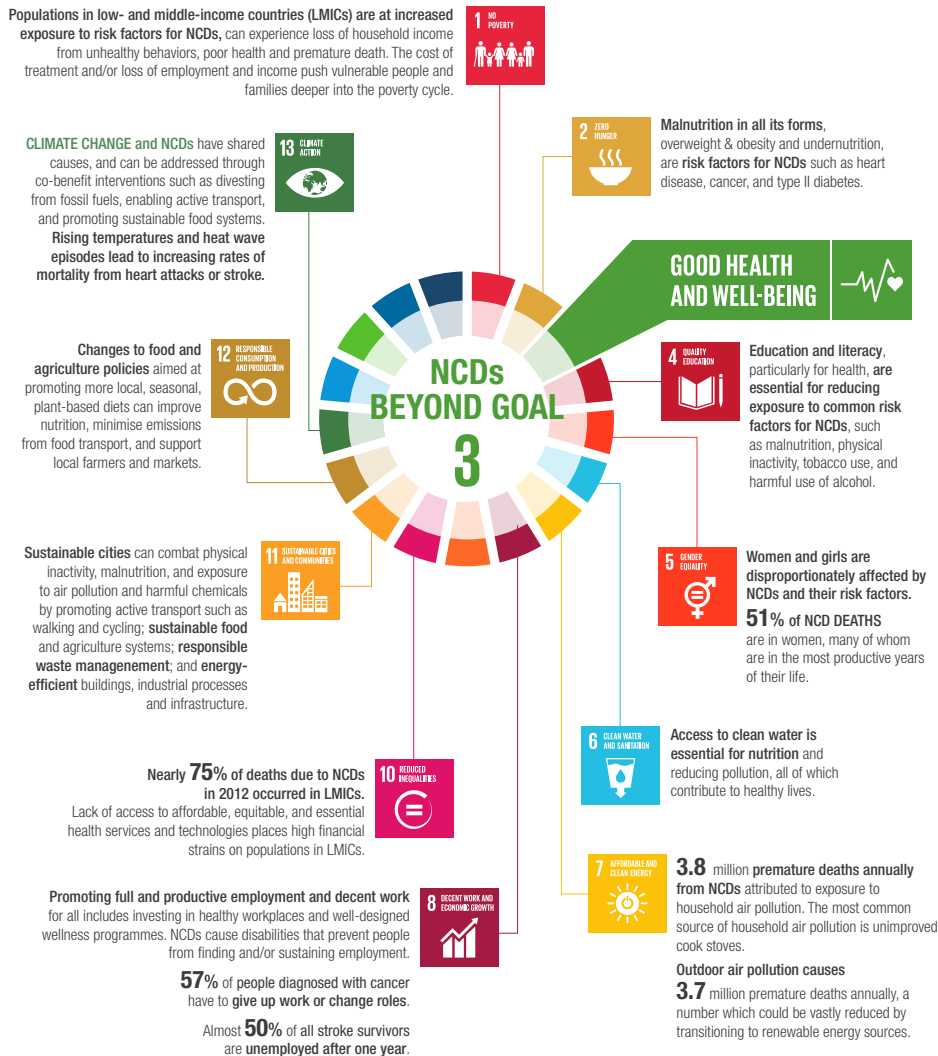 Populations in low- and middle-income countries (LMICs) are at increased
exposure to risk factors for NCDs, can experience loss of household income
from unhealthy behaviors, poor health and premature death. The cost of
treatment and/or loss of employment and income push vulnerable people and
families deeper into the poverty cycle.
1 NO
POVERTY
2 ZERO
HUNGER
Malnutrition in all its forms,
overweight & obesity and undernutrition,
are risk factors for NCDs such as heart
disease, cancer, and type II diabetes.
CLIMATE CHANGE and NCDs have shared
causes, and can be addressed through
co-benefit interventions such as divesting
from fossil fuels, enabling active transport,
and promoting sustainable food systems.
Rising temperatures and heat wave
episodes lead to increasing rates of
mortality from heart attacks or stroke.
13 CLIMATE
ACTION
GOOD HEALTH
AND WELL-BEING
NCDs
BEYOND GOAL
3
4 QUALITY
EDUCATION
Education and literacy,
particularly for health, are
essential for reducing
exposure to common risk
factors for NCDs, such
as malnutrition, physical
inactivity, tobacco use, and
harmful use of alcohol.
Changes to food and
agriculture policies aimed at
promoting more local, seasonal,
plant-based diets can improve
nutrition, minimise emissions
from food transport, and support
local farmers and markets.
12 RESPONSIBLE
CONSUMPTION
AND PRODUCTION
5 GENDER
EQUALITY
Women and girls are
disproportionately affected by
NCDs and their risk factors.
51% of NCD DEATHS
are in women, many of whom
are in the most productive years
of their life.
Sustainable cities can combat physical
inactivity, malnutrition, and exposure
to air pollution and harmful chemicals
by promoting active transport such as
walking and cycling; sustainable food
and agriculture systems; responsible
waste managenement; and energy-
efficient buildings, industrial processes
and infrastructure.
11 SUSTAINABLE CITIES
AND COMMUNITIES
6 CLEAN WATER
AND SANITATION
Access to clean water is
essential for nutrition and
reducing pollution, all of which
contribute to healthy lives.
Nearly 75% of deaths due to NCDs
in 2012 occurred in LMICs.
Lack of access to affordable, equitable, and essential
health services and technologies places high financial
strains on populations in LMICs.
10 REDUCED
INEQUALITIES
7 AFFORDABLE AND
CLEAN ENERGY
3.8 million premature deaths annually
from NCDs attributed to exposure to
household air pollution. The most common
source of household air pollution is unimproved
cook stoves.
Outdoor air pollution causes
3.7 million premature deaths annually, a
number which could be vastly reduced by
transitioning to renewable energy sources.
Promoting full and productive employment and decent work
for all includes investing in healthy workplaces and well-designed
wellness programmes. NCDs cause disabilities that prevent people
from finding and/or sustaining employment.
57% of people diagnosed with cancer
have to give up work or change roles.
Almost 50% of all stroke survivors
are unemployed after one year.
8 DECENT WORK AND
ECONOMIC GROWTH